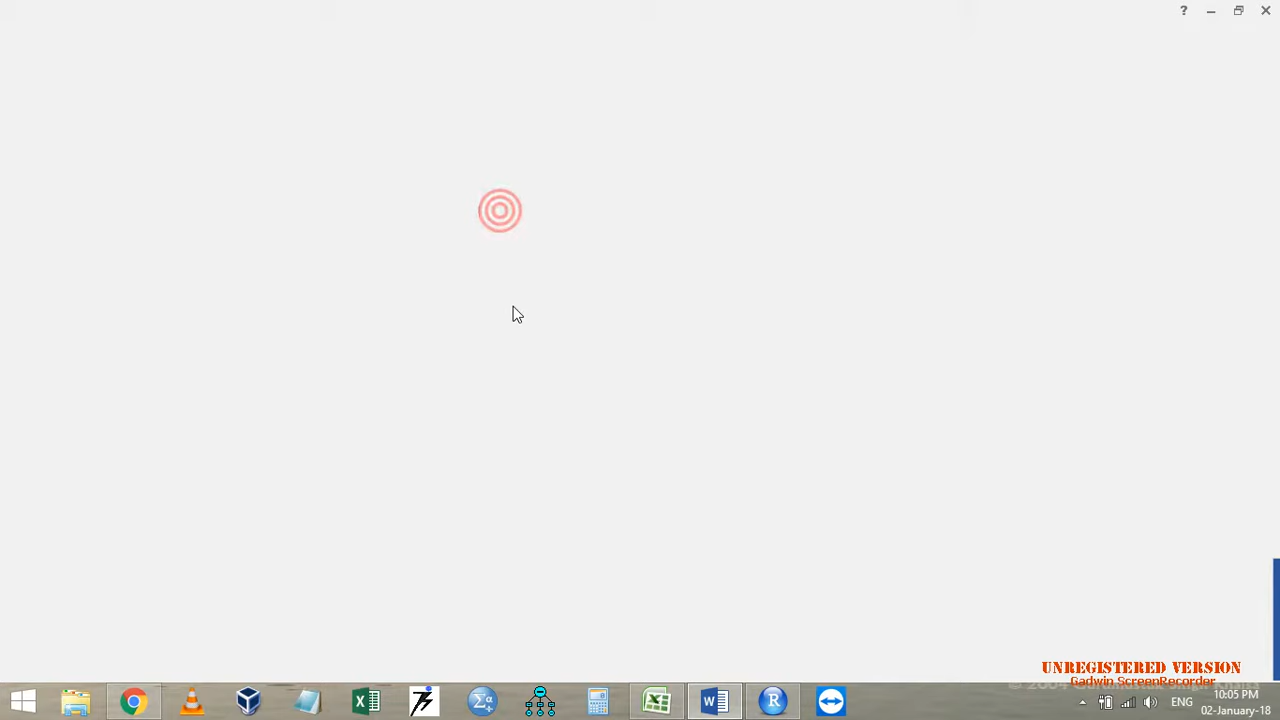 ?
UNREGISTERED VERSION
Gadwin ScreenRecorder
ENG
10:05 PM
02-January-18